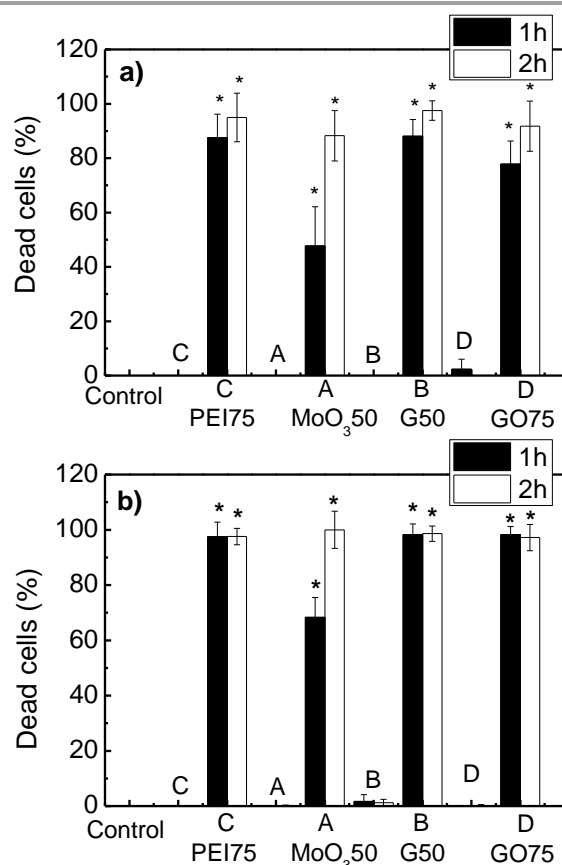 1h
2h
a)
120
100
80
60
40
20
0
Dead cells (%)
* * * * * * * *
C A B D
Control C A B D
PEI75 MoO₃50 G50 GO75
1h
2h
b)
120
100
80
60
40
20
0
Dead cells (%)
* * * * * * * *
C A B D
Control C A B D
PEI75 MoO₃50 G50 GO75